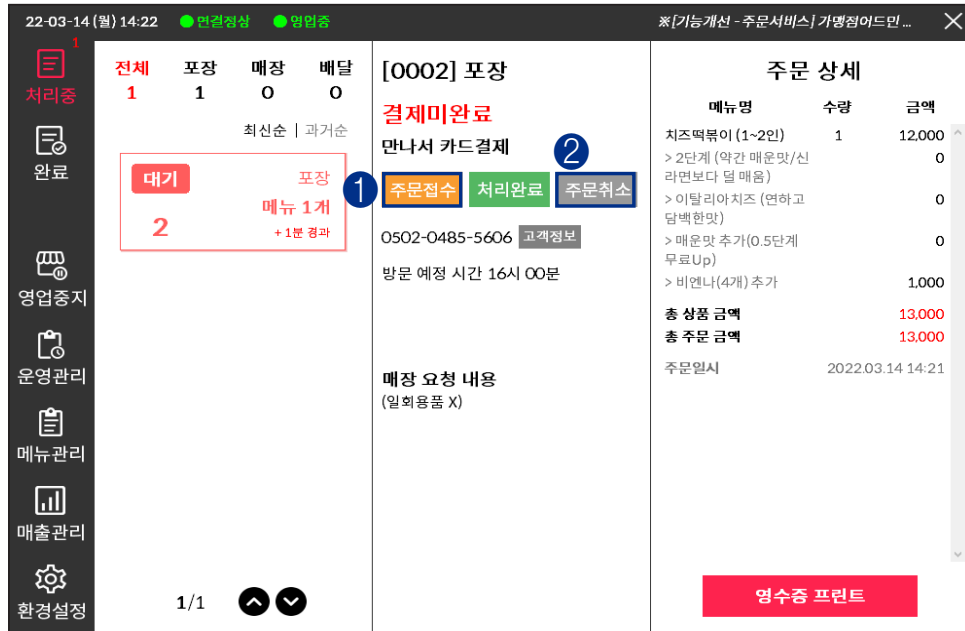 22-03-14 (월) 14:22 연결정상 영업중 ※[기능개선 - 주문서비스] 가맹점어드민 ...
1
처리중
완료
영업중지
운영관리
메뉴관리
매출관리
환경설정
전체 포장 매장 배달
1 1 0 0
최신순 | 과거순
대기 포장
메뉴 1개
2 + 1분 경과
1/1
[0002] 포장
결제미완료
만나서 카드결제
1 2
주문접수 처리완료 주문취소
0502-0485-5606 고객정보
방문 예정 시간 16시 00분
매장 요청 내용
(일회용품 X)
주문 상세
메뉴명 수량 금액
치즈떡볶이 (1~2인) 1 12,000
> 2단계 (약간 매운맛/신 0
라면보다 덜 매움)
> 이탈리아치즈 (연하고 0
담백한맛)
> 매운맛 추가(0.5단계 0
무료Up)
> 비엔나(4개) 추가 1,000
총 상품 금액 13,000
총 주문 금액 13,000
주문일시 2022.03.14 14:21
영수증 프린트